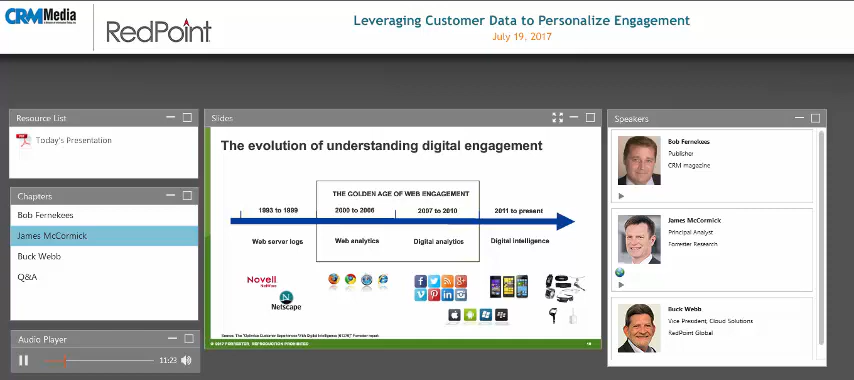 CRM Media
RedPoint
Leveraging Customer Data to Personalize Engagement
July 19, 2017
Resource List
Today's Presentation
Chapters
Bob Fernekees
James McCormick
Buck Webb
Q&A
Audio Player
11:23
Slides
The evolution of understanding digital engagement
THE GOLDEN AGE OF WEB ENGAGEMENT
1993 to 1999
2000 to 2006
2007 to 2010
2011 to present
Web server logs
Web analytics
Digital analytics
Digital intelligence
Novell
Netscape
© 2017 FORRESTER. REPRODUCTION PROHIBITED
Speakers
Bob Fernekees
Publisher
CRM magazine
James McCormick
Principal Analyst
Forrester Research
Buck Webb
Vice President, Cloud Solutions
RedPoint Global